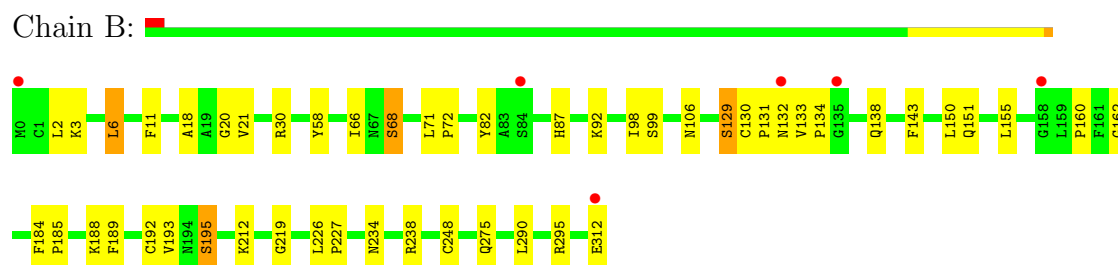 Chain B:
M0 C1 L2 K3 L6 F11 A18 A19 G20 V21 R30 Y58 I66 N67 S68 L71 P72 Y82 A83 S84 H87 K92 I98 S99 N106 S129 C130 P131 N132 V133 P134 G135 Q138 F143 L150 Q151 L155 G158 L159 P160 F161
F184 P185 K188 F189 C192 V193 N194 S195 K212 G219 L226 P227 N234 R238 C248 Q275 L290 R295 E312